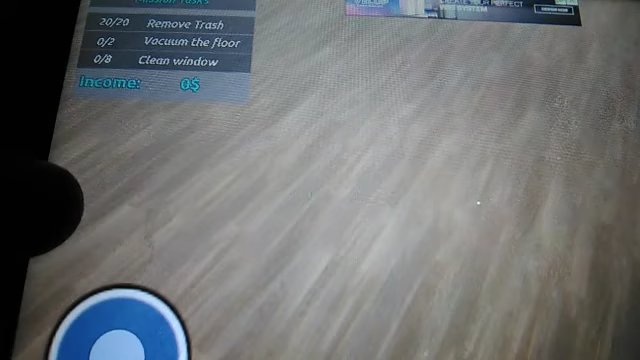 Mission Tasks
20/20 Remove Trash
0/2 Vacuum the floor
0/8 Clean window
Income: 0$
CREATE YOUR PERFECT
SYSTEM